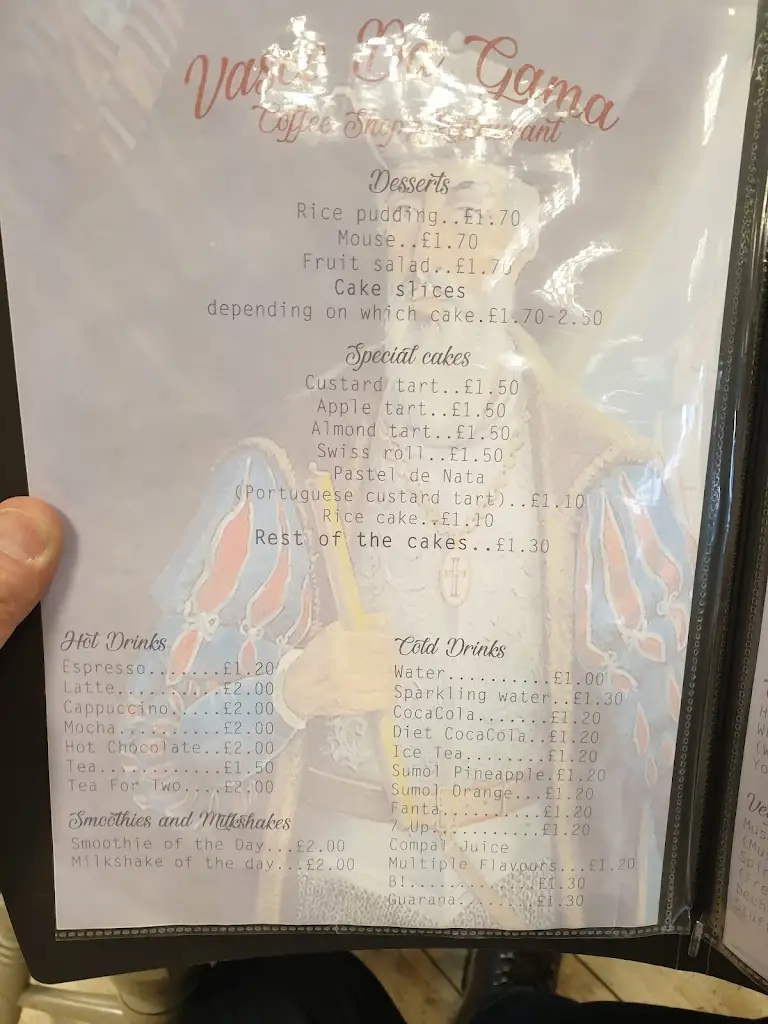 Vasco Da Gama
Coffee Shop & Restaurant
Desserts
Rice pudding..£1.70
Mouse..£1.70
Fruit salad..£1.70
Cake slices
depending on which cake.£1.70-2.50
Special cakes
Custard tart..£1.50
Apple tart..£1.50
Almond tart..£1.50
Swiss roll..£1.50
Pastel de Nata
(Portuguese custard tart)..£1.10
Rice cake..£1.10
Rest of the cakes..£1.30
Hot Drinks
Espresso.......£1.20
Latte..........£2.00
Cappuccino.....£2.00
Mocha..........£2.00
Hot Chocolate..£2.00
Tea............£1.50
Tea For Two....£2.00
Smoothies and Milkshakes
Smoothie of the Day...£2.00
Milkshake of the day...£2.00
Cold Drinks
Water..........£1.00
Sparkling water..£1.30
CocaCola.......£1.20
Diet CocaCola..£1.20
Ice Tea........£1.20
Sumol Pineapple.£1.20
Sumol Orange...£1.20
Fanta..........£1.20
7 Up...........£1.20
Compal Juice
Multiple Flavours...£1.20
B!............£1.30
Guarana.......£1.30